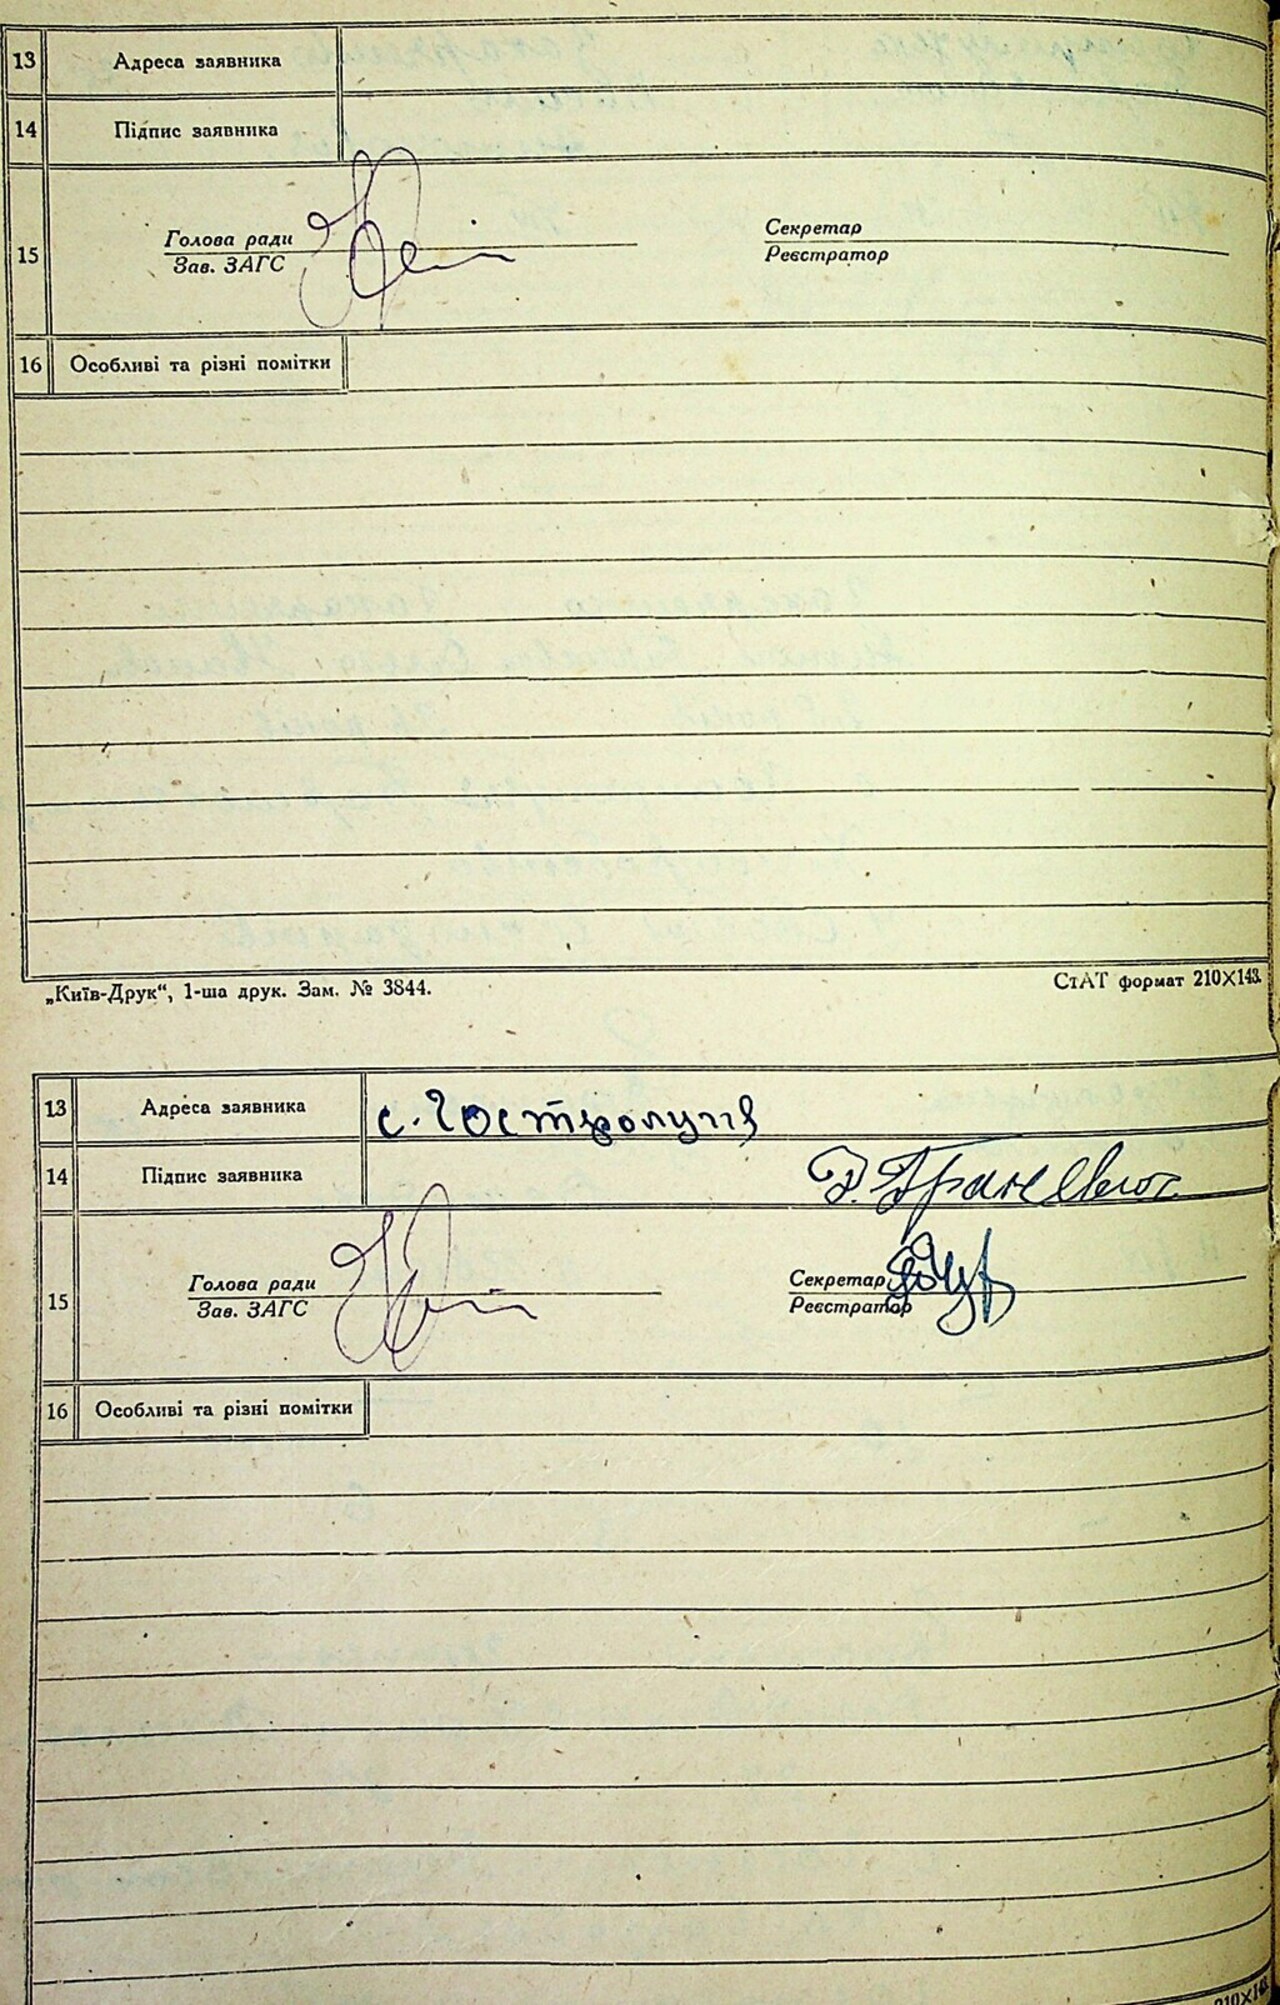 13 Адреса заявника
14 Підпис заявника
15 Голова ради Секретар
Зав. ЗАГС Реєстратор
16 Особливі та різні помітки
„Київ-Друк“, 1-ша друк. Зам. № 3844. СтАТ формат 210X143.
13 Адреса заявника с. Гостролуччя
14 Підпис заявника
15 Голова ради Секретар
Зав. ЗАГС Реєстратор
16 Особливі та різні помітки
210X143